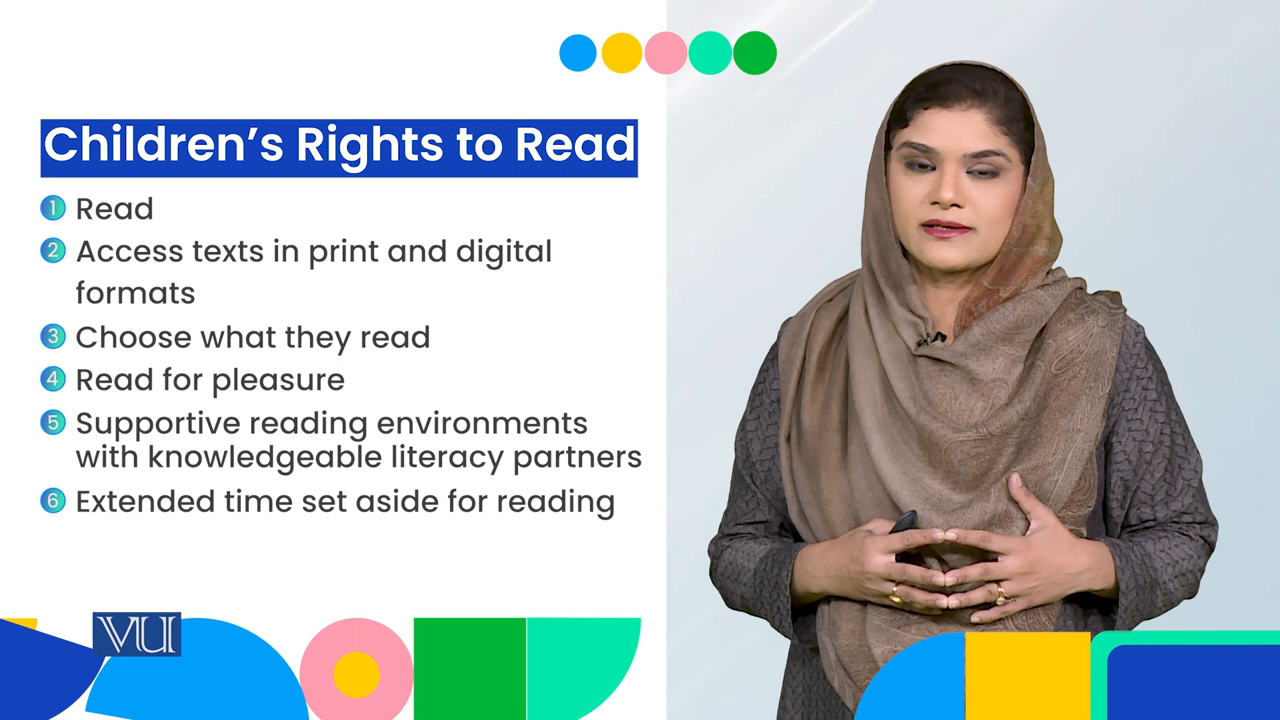 Children’s Rights to Read
1 Read
2 Access texts in print and digital
formats
3 Choose what they read
4 Read for pleasure
5 Supportive reading environments
with knowledgeable literacy partners
6 Extended time set aside for reading
VU